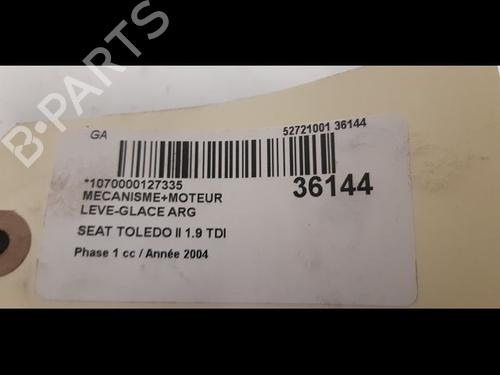 B-PARTS
GA
52721001 36144
*1070000127335
36144
MECANISME+MOTEUR
LEVE-GLACE ARG
SEAT TOLEDO II 1.9 TDI
Phase 1 cc / Année 2004